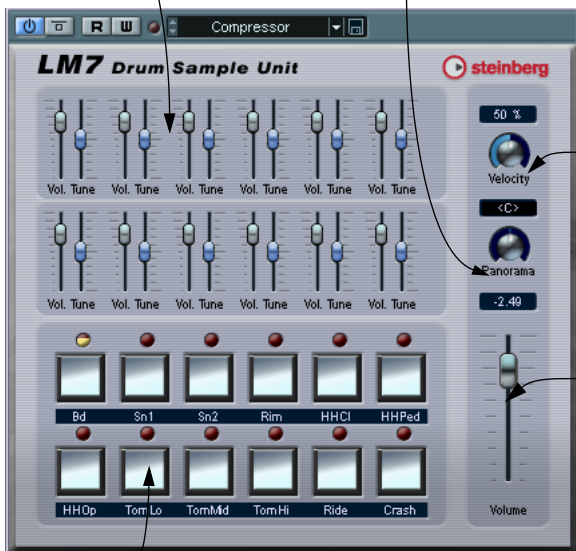 R W Compressor
LM7 Drum Sample Unit
steinberg
50 %
Vol. Tune Vol. Tune Vol. Tune Vol. Tune Vol. Tune Vol. Tune
Velocity
<C>
Panorama
-2.49
Vol. Tune Vol. Tune Vol. Tune Vol. Tune Vol. Tune Vol. Tune
Bd Sn1 Sn2 Rim HHCl HHPed
HHOp TomLo TomMid TomHi Ride Crash
Volume